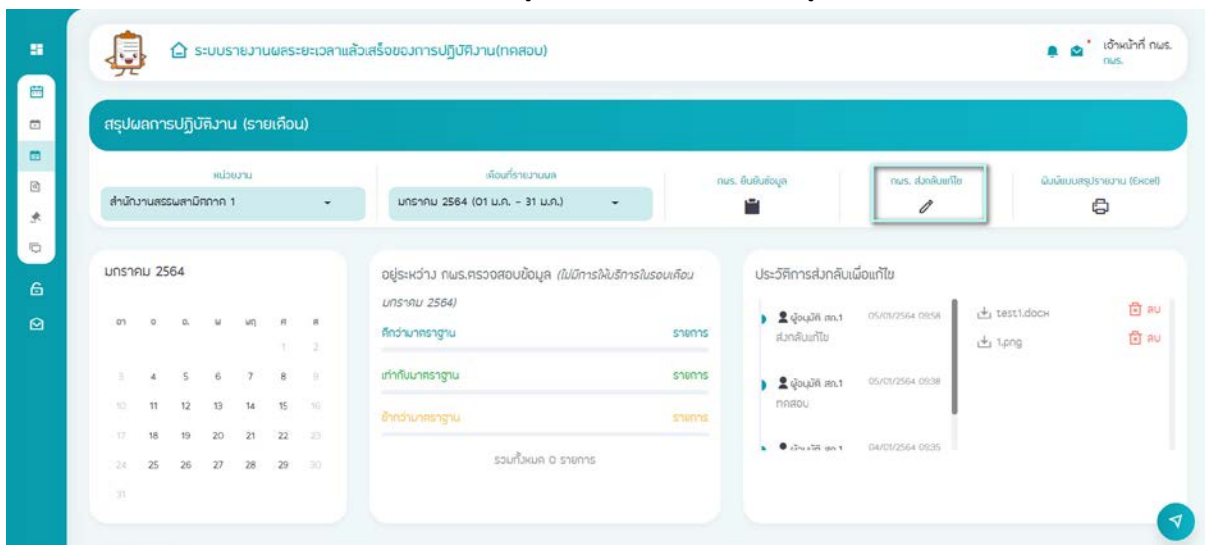 ระบบรายงานผลระยะเวลาแล้วเสร็จของการปฏิบัติงาน(ทดสอบ)
เจ้าหน้าที่ กพร.
กพร.
สรุปผลการปฏิบัติงาน (รายเดือน)
หน่วยงาน
สำนักงานสรรพสามิตภาค 1
เดือนที่รายงานผล
มกราคม 2564 (01 ม.ค. - 31 ม.ค.)
กพร. ยืนยันข้อมูล
กพร. ส่งกลับแก้ไข
พิมพ์แบบสรุปรายงาน (Excel)
มกราคม 2564
อา จ อ. พ พฤ ศ ส
1 2
3 4 5 6 7 8 9
10 11 12 13 14 15 16
17 18 19 20 21 22 23
24 25 26 27 28 29 30
31
อยู่ระหว่าง กพร.ตรวจสอบข้อมูล (ไม่มีการให้บริการในรอบเดือน
มกราคม 2564)
ดีกว่ามาตราฐาน รายการ
เท่ากับมาตราฐาน รายการ
ช้ากว่ามาตราฐาน รายการ
รวมทั้งหมด 0 รายการ
ประวัติการส่งกลับเพื่อแก้ไข
ผู้อนุมัติ สภ.1 05/01/2564 09:58
ส่งกลับแก้ไข
ผู้อนุมัติ สภ.1 05/01/2564 09:38
ทดสอบ
ผู้อนุมัติ สภ.1 04/01/2564 09:35
test1.docx ลบ
1.png ลบ